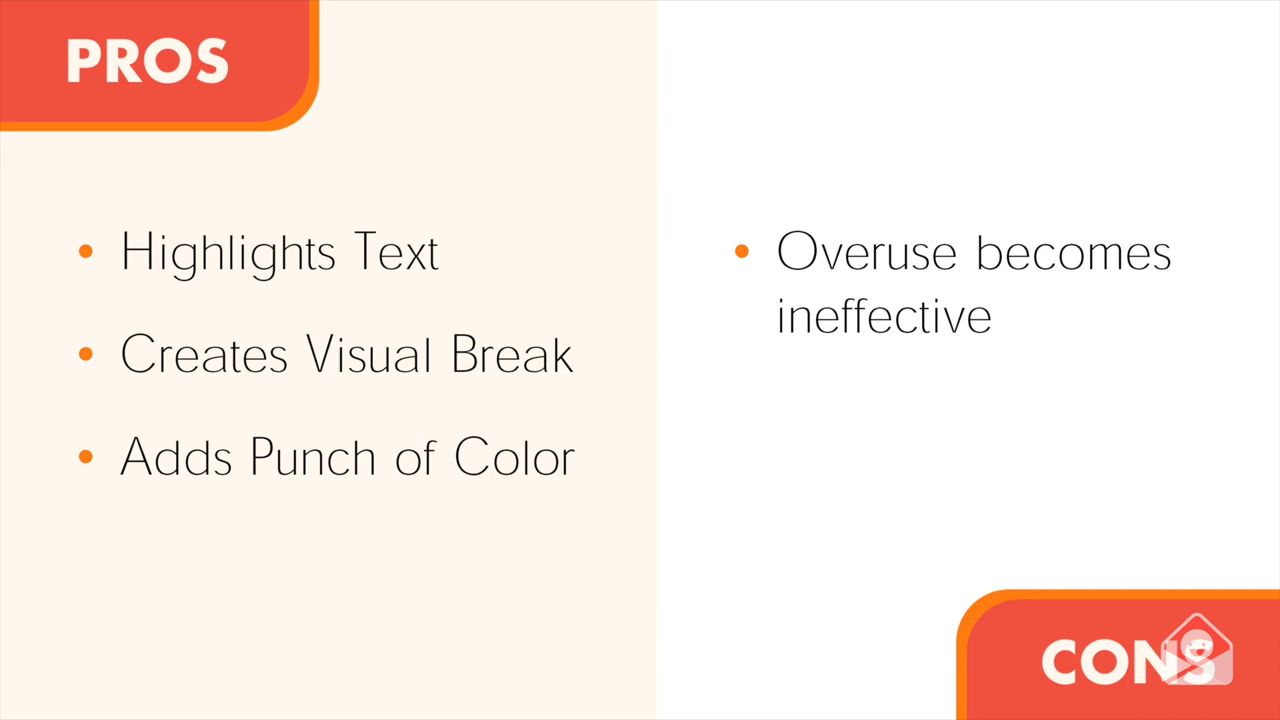 PROS
• Highlights Text
• Creates Visual Break
• Adds Punch of Color
• Overuse becomes
ineffective
CONS